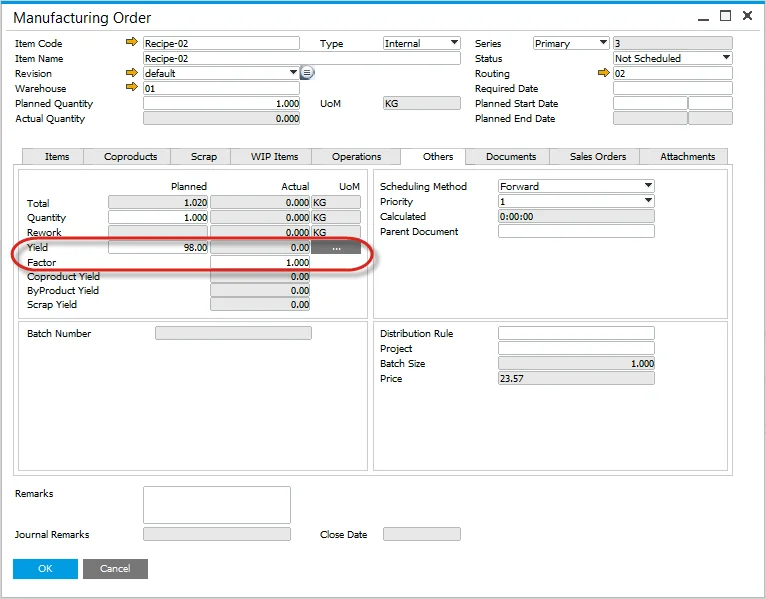 Manufacturing Order
Item Code Recipe-02 Type Internal Series Primary 3
Item Name Recipe-02 Status Not Scheduled
Revision default Routing 02
Warehouse 01 Required Date
Planned Quantity 1.000 UoM KG Planned Start Date
Actual Quantity 0.000 Planned End Date
Items Coproducts Scrap WIP Items Operations Others Documents Sales Orders Attachments
Planned Actual UoM
Total 1.020 0.000 KG
Quantity 1.000 0.000 KG
Rework 0.000 KG
Yield 98.00 0.00 ...
Factor 1.000
Coproduct Yield 0.00
ByProduct Yield 0.00
Scrap Yield 0.00
Scheduling Method Forward
Priority 1
Calculated 0:00:00
Parent Document
Batch Number
Distribution Rule
Project
Batch Size 1.000
Price 23.57
Remarks
Journal Remarks Close Date
OK Cancel